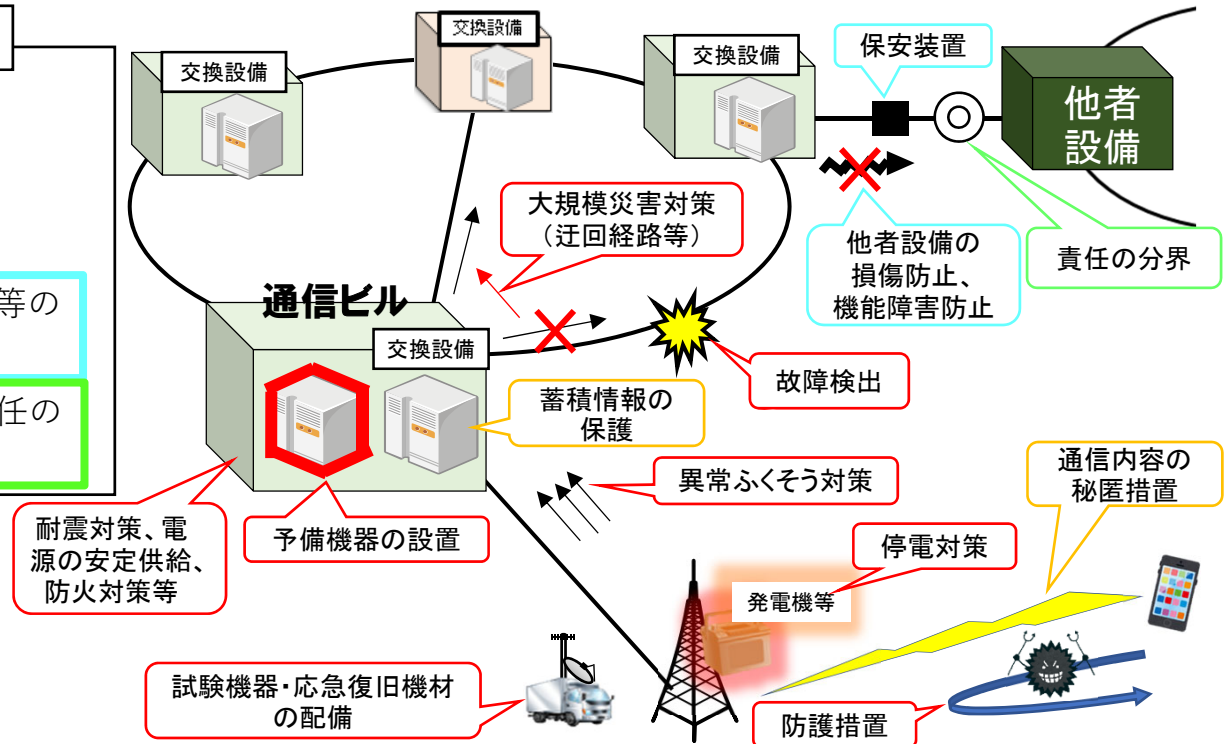 交換設備
交換設備
交換設備
保安装置
他者
設備
大規模災害対策
（迂回経路等）
他者設備の
損傷防止、
機能障害防止
責任の分界
等の
任の
通信ビル
交換設備
故障検出
蓄積情報の
保護
異常ふくそう対策
通信内容の
秘匿措置
耐震対策、電
源の安定供給、
防火対策等
予備機器の設置
停電対策
発電機等
試験機器・応急復旧機材
の配備
防護措置